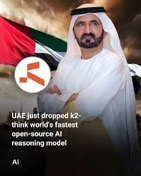 UAE just dropped k2-
think world's fastest
open-source AI
reasoning model
Ai